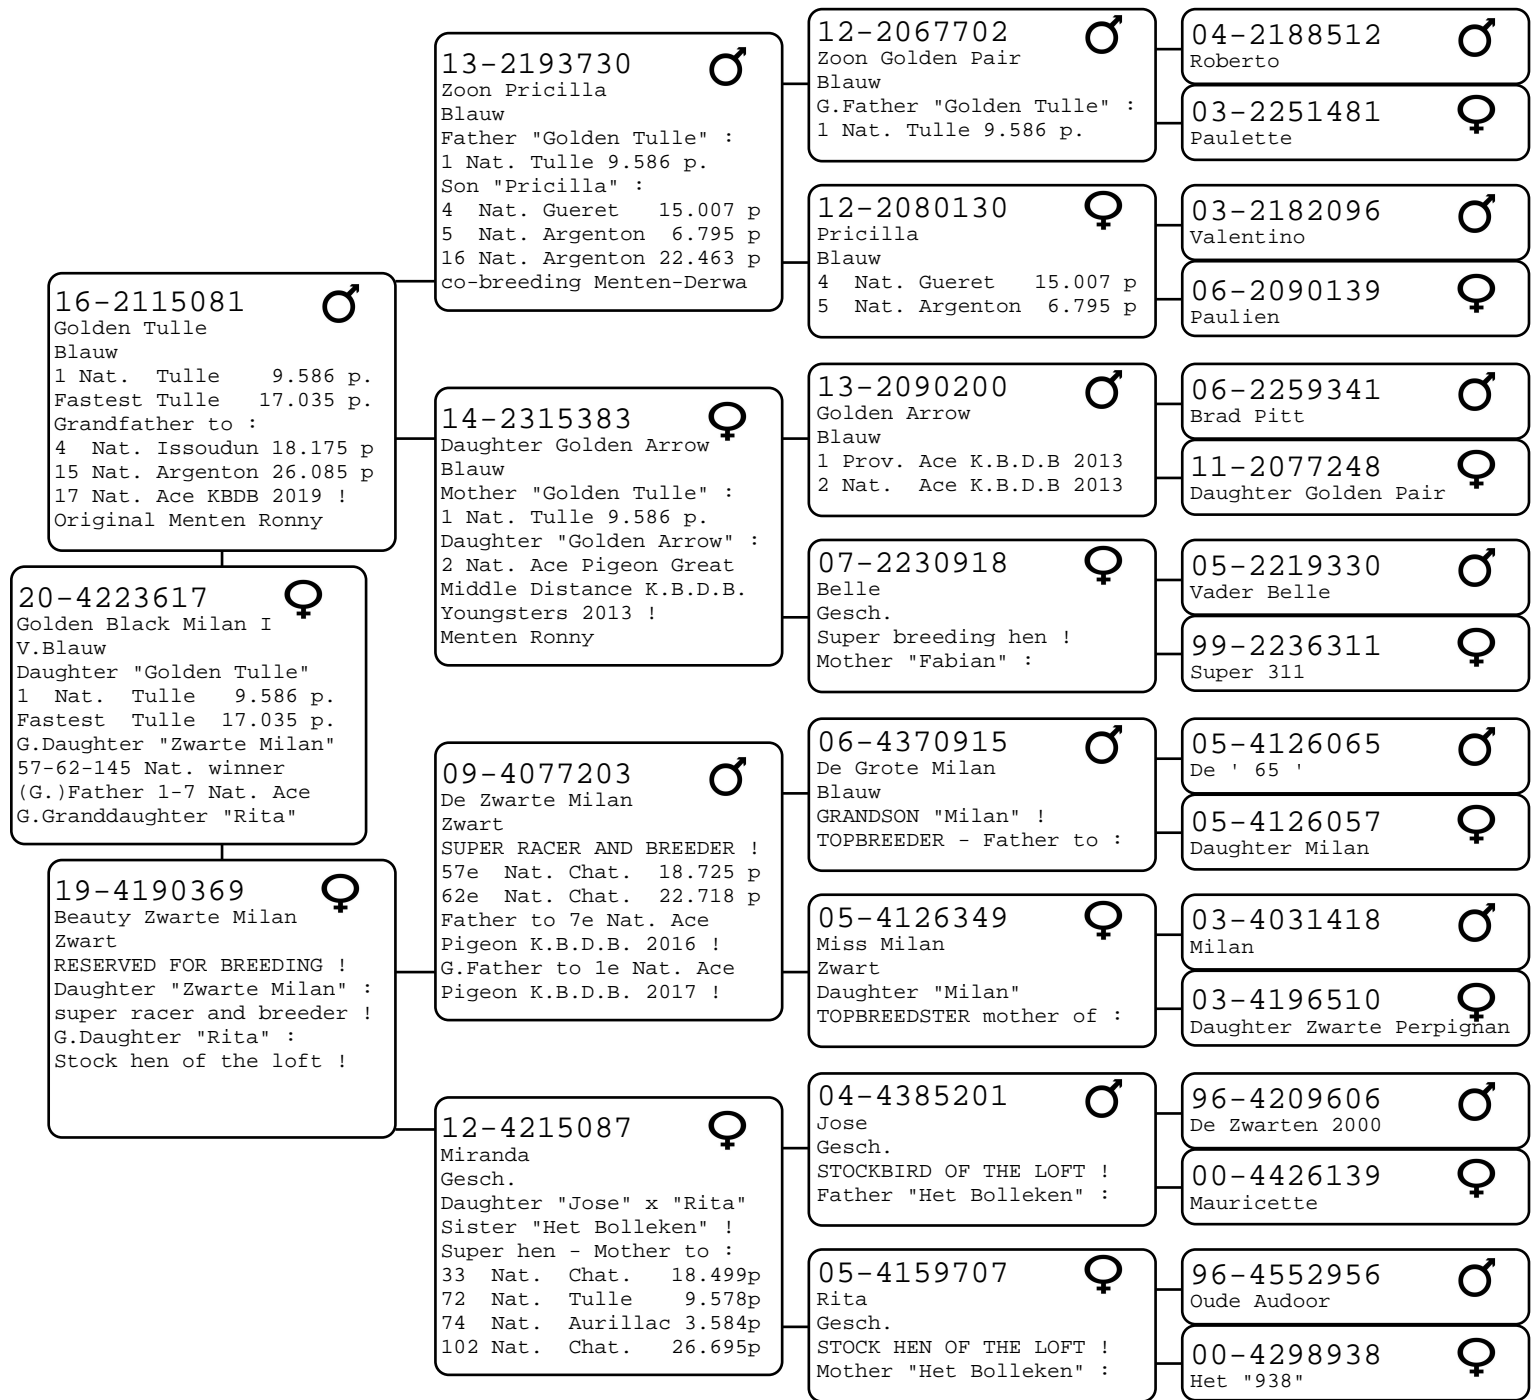 16-2115081
Golden Tulle
Blauw
1 Nat.  Tulle    9.586 p.
Fastest Tulle   17.035 p.
Grandfather to :
4  Nat. Issoudun 18.175 p
15 Nat. Argenton 26.085 p
17 Nat. Ace KBDB 2019 !
Original Menten Ronny
20-4223617
Golden Black Milan I
V.Blauw
Daughter "Golden Tulle"
1  Nat.  Tulle   9.586 p.
Fastest  Tulle  17.035 p.
G.Daughter "Zwarte Milan"
57-62-145 Nat. winner
(G.)Father 1-7 Nat. Ace
G.Granddaughter "Rita"
19-4190369
Beauty Zwarte Milan
Zwart
RESERVED FOR BREEDING !
Daughter "Zwarte Milan" :
super racer and breeder !
G.Daughter "Rita" :
Stock hen of the loft !
13-2193730
Zoon Pricilla
Blauw
Father "Golden Tulle" :
1 Nat. Tulle 9.586 p.
Son "Pricilla" :
4  Nat. Gueret   15.007 p
5  Nat. Argenton  6.795 p
16 Nat. Argenton 22.463 p
co-breeding Menten-Derwa
14-2315383
Daughter Golden Arrow
Blauw
Mother "Golden Tulle" :
1 Nat. Tulle 9.586 p.
Daughter "Golden Arrow" :
2 Nat. Ace Pigeon Great
Middle Distance K.B.D.B.
Youngsters 2013 !
Menten Ronny
09-4077203
De Zwarte Milan
Zwart
SUPER RACER AND BREEDER !
57e  Nat. Chat.  18.725 p
62e  Nat. Chat.  22.718 p
Father to 7e Nat. Ace
Pigeon K.B.D.B. 2016 !
G.Father to 1e Nat. Ace
Pigeon K.B.D.B. 2017 !
12-4215087
Miranda
Gesch.
Daughter "Jose" x "Rita"
Sister "Het Bolleken" !
Super hen - Mother to :
33  Nat.  Chat.   18.499p
72  Nat.  Tulle    9.578p
74  Nat.  Aurillac 3.584p
102 Nat.  Chat.   26.695p
12-2067702
Zoon Golden Pair
Blauw
G.Father "Golden Tulle" :
1 Nat. Tulle 9.586 p.
12-2080130
Pricilla
Blauw
4  Nat. Gueret   15.007 p
5  Nat. Argenton  6.795 p
13-2090200
Golden Arrow
Blauw
1 Prov. Ace K.B.D.B 2013
2 Nat.  Ace K.B.D.B 2013
07-2230918
Belle
Gesch.
Super breeding hen !
Mother "Fabian" :
06-4370915
De Grote Milan
Blauw
GRANDSON "Milan" !
TOPBREEDER - Father to :
05-4126349
Miss Milan
Zwart
Daughter "Milan"
TOPBREEDSTER mother of :
04-4385201
Jose
Gesch.
STOCKBIRD OF THE LOFT !
Father "Het Bolleken" :
05-4159707
Rita
Gesch.
STOCK HEN OF THE LOFT !
Mother "Het Bolleken" :
04-2188512
Roberto
03-2251481
Paulette
03-2182096
Valentino
06-2090139
Paulien
06-2259341
Brad Pitt
11-2077248
Daughter Golden Pair
05-2219330
Vader Belle
99-2236311
Super 311
05-4126065
De ' 65 '
05-4126057
Daughter Milan
03-4031418
Milan
03-4196510
Daughter Zwarte Perpignan
96-4209606
De Zwarten 2000
00-4426139
Mauricette
96-4552956
Oude Audoor
00-4298938
Het "938"